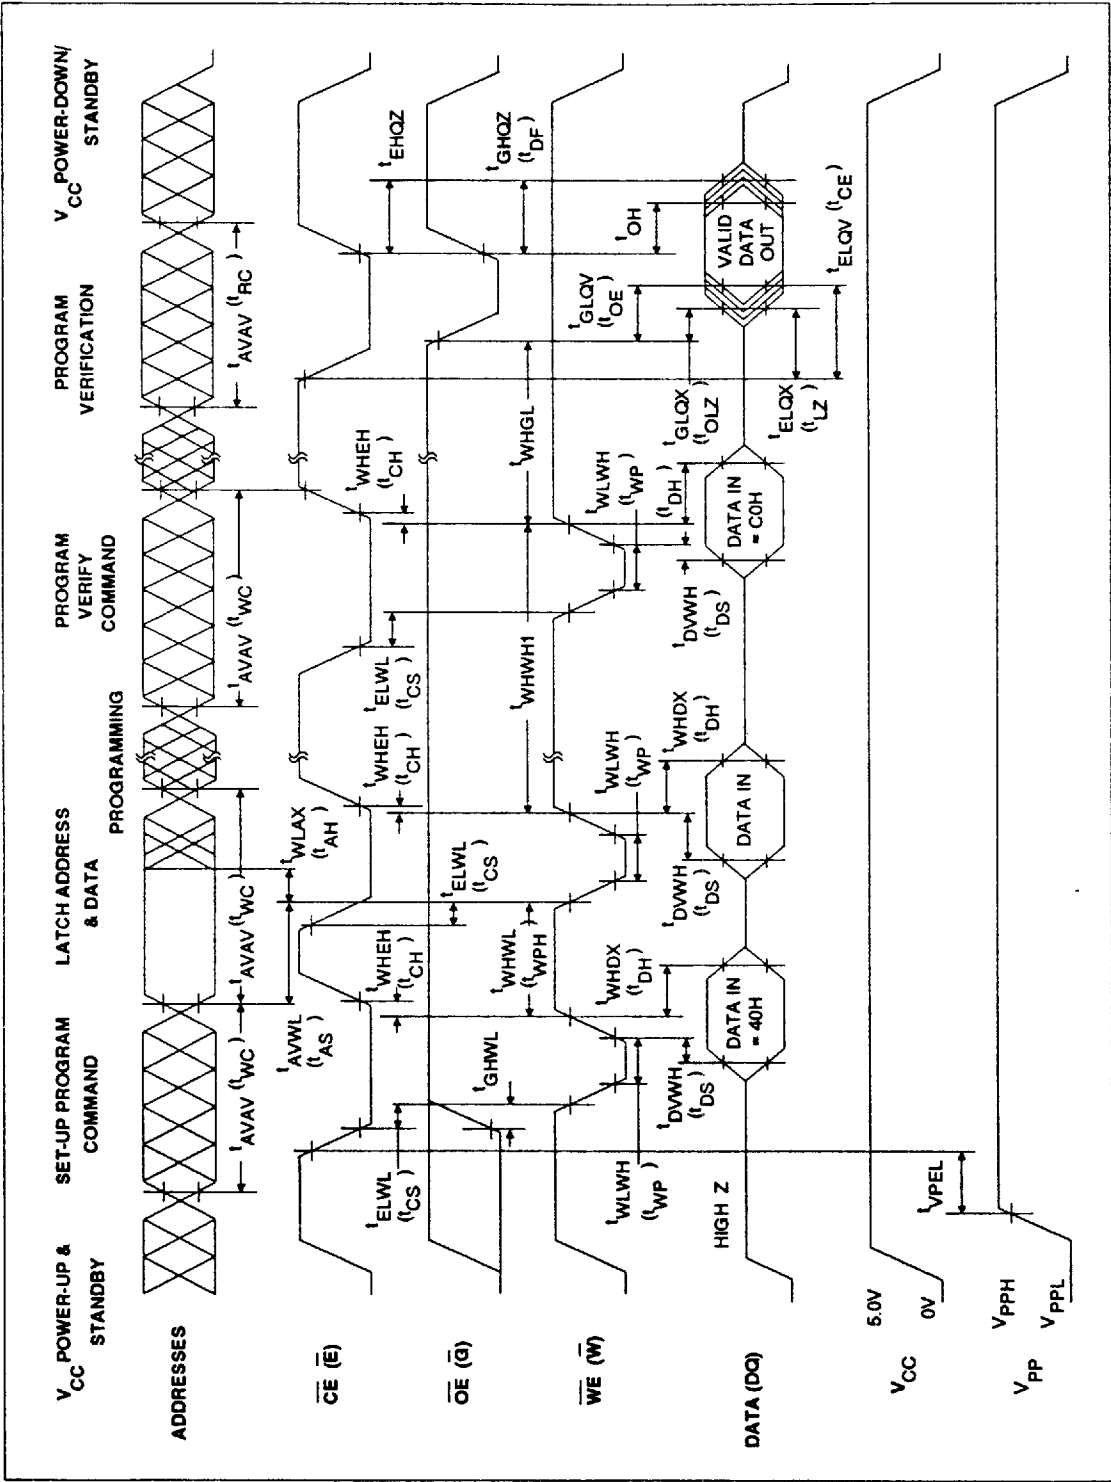 VCC POWER-UP &
STANDBY
SET-UP PROGRAM
COMMAND
LATCH ADDRESS
& DATA
PROGRAMMING
PROGRAM
VERIFY
COMMAND
PROGRAM
VERIFICATION
VCC POWER-DOWN/
STANDBY
ADDRESSES
tAVAV (tWC)
tAVAV (tWC)
tAVAV (tWC)
tAVAV (tRC)
tAVWL
(tAS)
tWLAX
(tAH)
CE (E)
tELWL
(tCS)
tWHEH
(tCH)
tELWL
(tCS)
tWHEH
(tCH)
tELWL
(tCS)
tWHEH
(tCH)
tEHQZ
OE (G)
tGHWL
tWHWL
(tWPH)
tWHWH1
tWHGL
tGHQZ
(tDF)
WE (W)
tWLWH
(tWP)
tDVWH
(tDS)
tWHDX
(tDH)
tDVWH
(tDS)
tWLWH
(tWP)
tWHDX
(tDH)
tDVWH
(tDS)
tWLWH
(tWP)
(tDH)
tGLQV
(tOE)
tOH
tGLQX
(tOLZ)
tELQX
(tLZ)
tELQV (tCE)
DATA (DQ)
HIGH Z
DATA IN
= 40H
DATA IN
DATA IN
= C0H
VALID
DATA
OUT
5.0V
VCC
0V
tVPEL
VPPH
VPP
VPPL